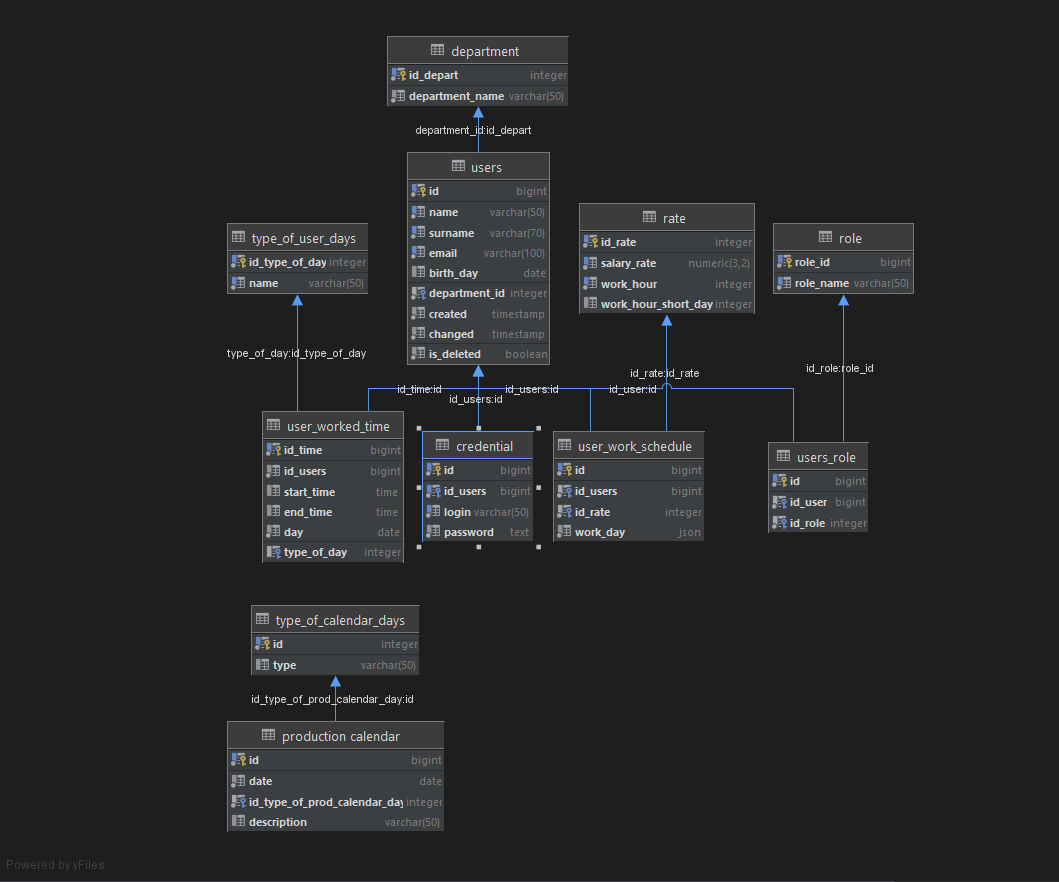 department
id_depart integer
department_name varchar(50)
department_id:id_depart
users
id bigint
name varchar(50)
surname varchar(70)
email varchar(100)
birth_day date
department_id integer
created timestamp
changed timestamp
is_deleted boolean
type_of_user_days
id_type_of_day integer
name varchar(50)
rate
id_rate integer
salary_rate numeric(3,2)
work_hour integer
work_hour_short_day integer
role
role_id bigint
role_name varchar(50)
type_of_day:id_type_of_day
id_rate:id_rate
id_role:role_id
id_time:id
id_users:id
id_users:id
id_user:id
user_worked_time
id_time bigint
id_users bigint
start_time time
end_time time
day date
type_of_day integer
credential
id bigint
id_users bigint
login varchar(50)
password text
user_work_schedule
id bigint
id_users bigint
id_rate integer
work_day json
users_role
id bigint
id_user bigint
id_role integer
type_of_calendar_days
id integer
type varchar(50)
id_type_of_prod_calendar_day:id
production calendar
id bigint
date date
id_type_of_prod_calendar_day integer
description varchar(50)
Powered by yFiles